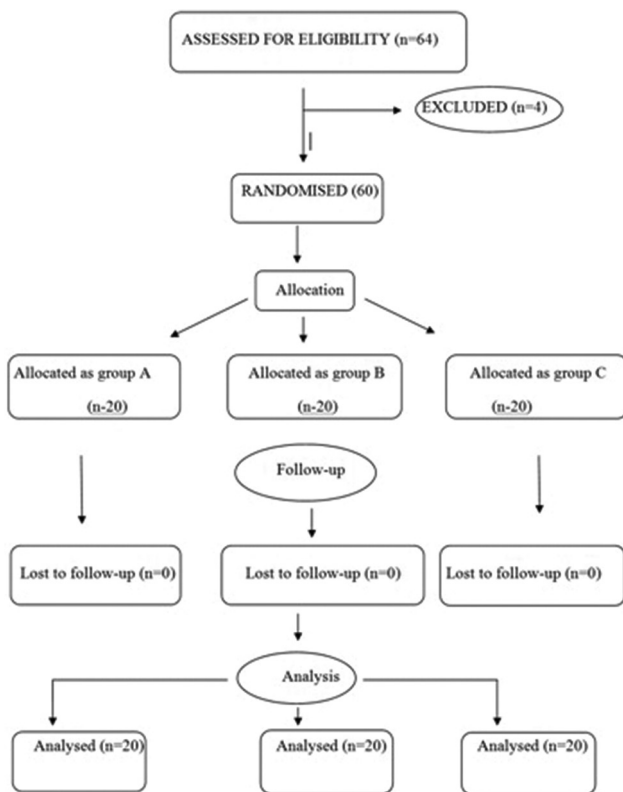 ASSESSED FOR ELIGIBILITY (n=64)
EXCLUDED (n=4)
RANDOMISED (60)
Allocation
Allocated as group A
(n-20)
Allocated as group B
(n-20)
Allocated as group C
(n-20)
Follow-up
Lost to follow-up (n=0)
Lost to follow-up (n=0)
Lost to follow-up (n=0)
Analysis
Analysed (n=20)
Analysed (n=20)
Analysed (n=20)